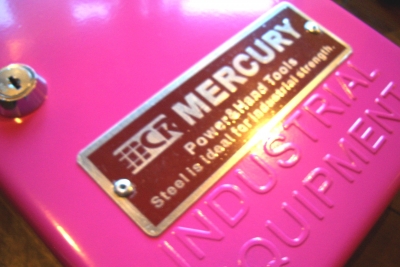 MERCURY
Power&Hand Tools
Steel is ideal for industrial strength.
INDUSTRIAL
EQUIPMENT